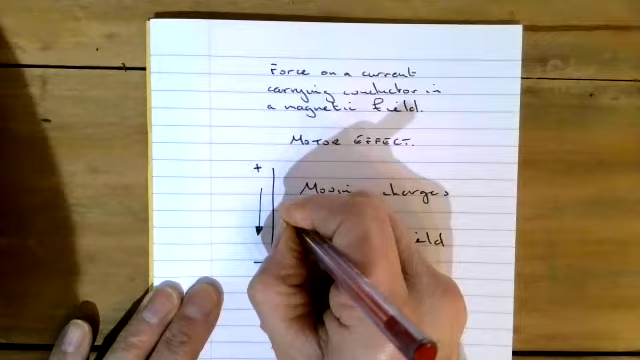 Force on a current
carrying conductor in
a magnetic field.
MOTOR EFFECT.
+
charges
-